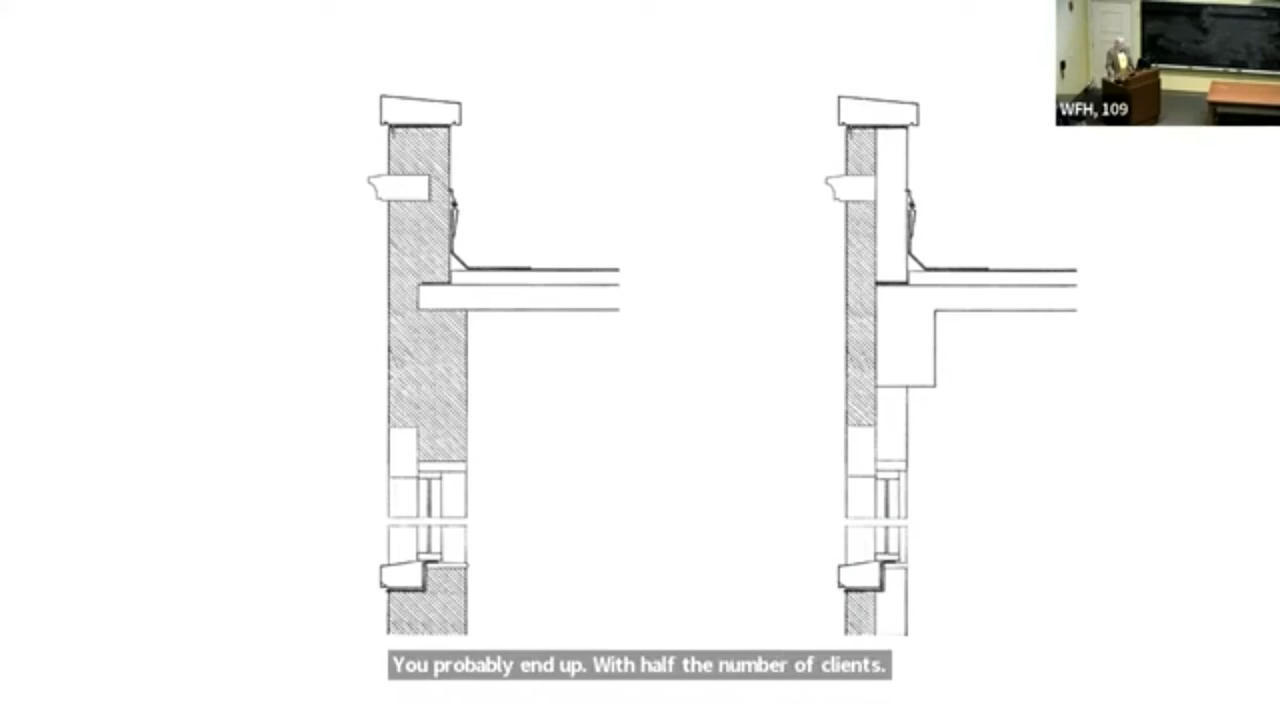 WFH, 109
You probably end up. With half the number of clients.